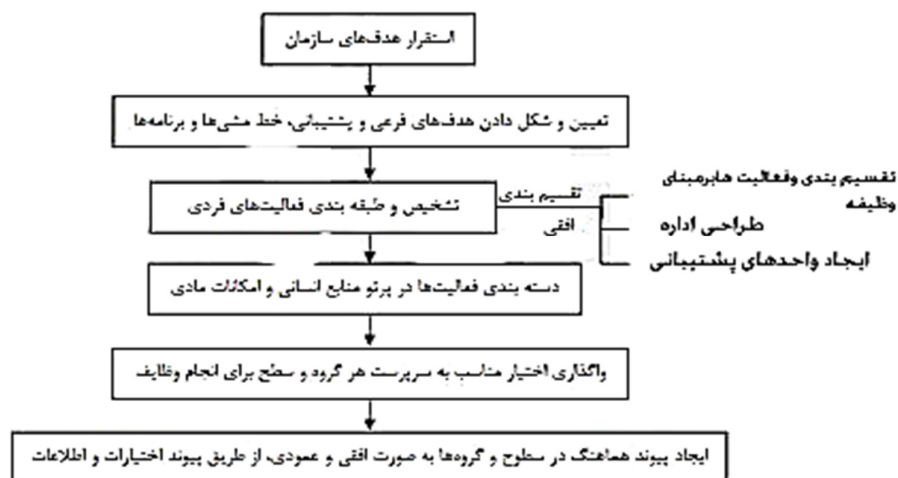 استقرار هدف‌های سازمان
تعیین و شکل دادن هدف‌های فرعی و پشتیبانی، خط مشی‌ها و برنامه‌ها
تشخیص و طبقه بندی فعالیت‌های فردی
تقسیم بندی
افقی
تقسیم بندی وفعالیت هابرمبنای
وظیفه
طراحی اداره
ایجاد واحدهای پشتیبانی
دسته بندی فعالیت‌ها در پرتو منابع انسانی و امکانات مادی
واگذاری اختیار مناسب به سرپرست هر گروه و سطح برای انجام وظایف
ایجاد پیوند هماهنگ در سطوح و گروه‌ها به صورت افقی و عمودی، از طریق پیوند اختیارات و اطلاعات